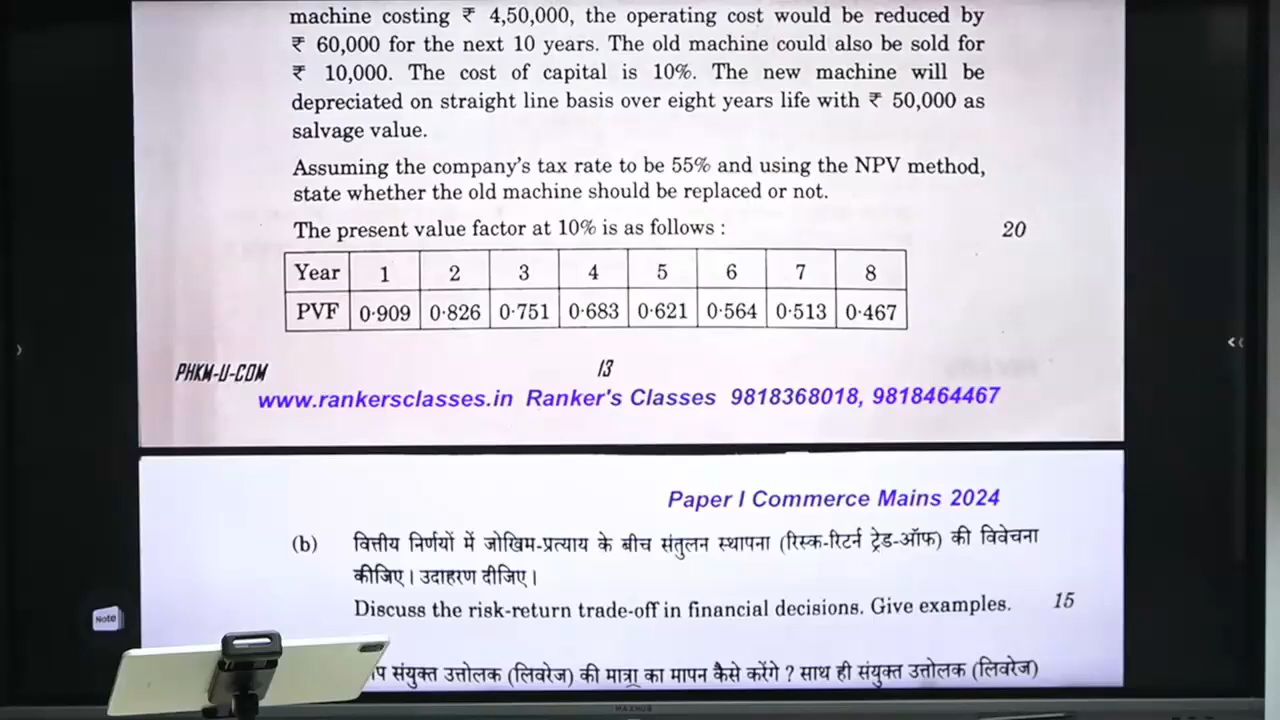 machine costing ₹ 4,50,000, the operating cost would be reduced by
₹ 60,000 for the next 10 years. The old machine could also be sold for
₹ 10,000. The cost of capital is 10%. The new machine will be
depreciated on straight line basis over eight years life with ₹ 50,000 as
salvage value.
Assuming the company's tax rate to be 55% and using the NPV method,
state whether the old machine should be replaced or not.
The present value factor at 10% is as follows : 20
Year 1 2 3 4 5 6 7 8
PVF 0·909 0·826 0·751 0·683 0·621 0·564 0·513 0·467
PHKM-U-COM 13
www.rankersclasses.in Ranker's Classes 9818368018, 9818464467
Paper I Commerce Mains 2024
(b) वित्तीय निर्णयों में जोखिम-प्रत्याय के बीच संतुलन स्थापना (रिस्क-रिटर्न ट्रेड-ऑफ) की विवेचना
कीजिए। उदाहरण दीजिए।
Discuss the risk-return trade-off in financial decisions. Give examples. 15
Note
संयुक्त उत्तोलक (लिवरेज) की मात्रा का मापन कैसे करेंगे ? साथ ही संयुक्त उत्तोलक (लिवरेज)
MAXHUB